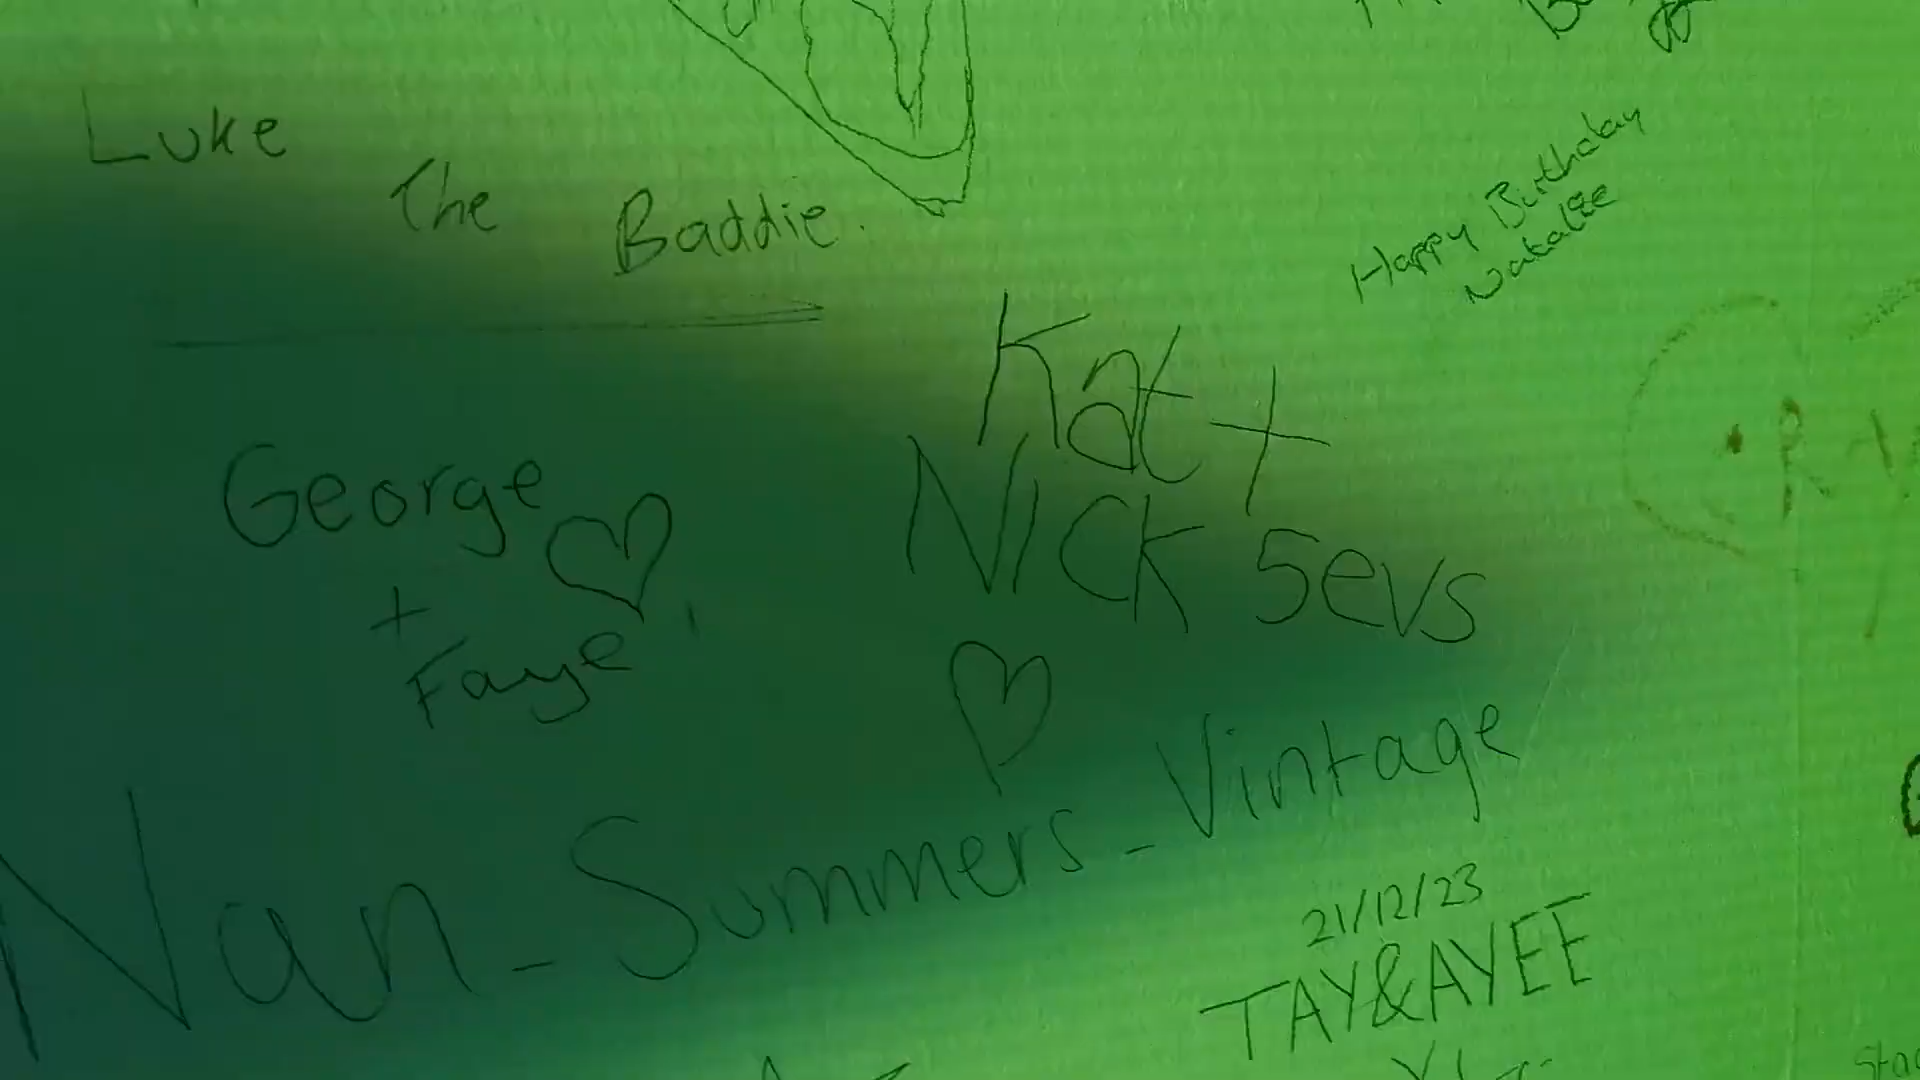 Luke
The Baddie.
Happy Birthday
Natalie
Kat +
NICK 5evs
George
+
Faye
Nan_Summers_Vintage
21/12/23
TAY&AYEE